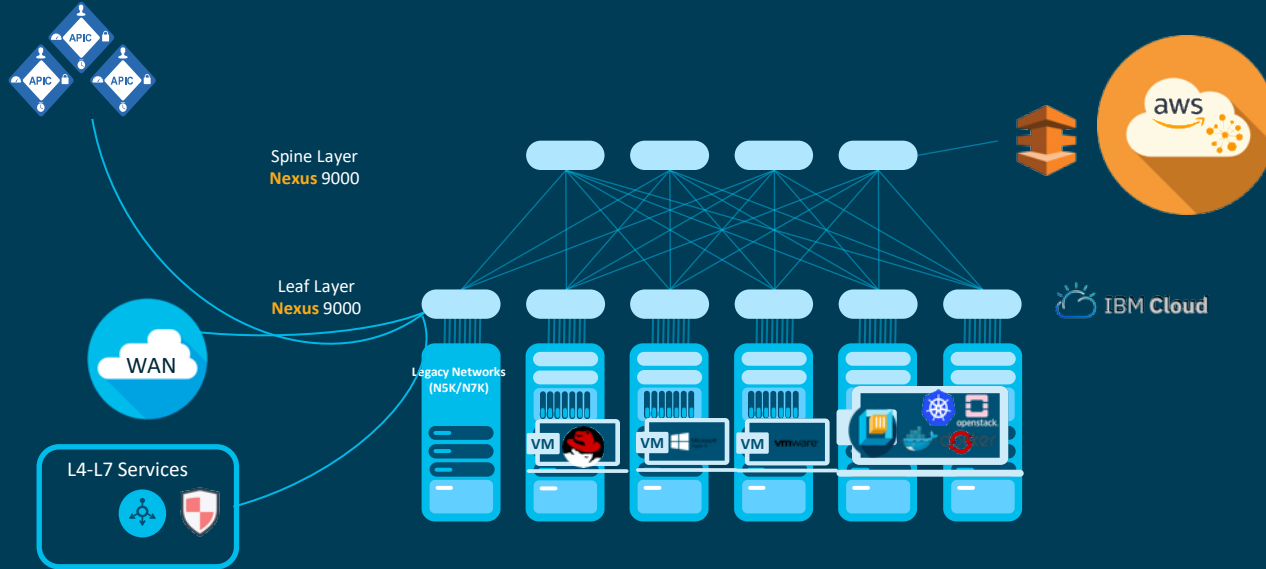 APIC
APIC
APIC
aws
Spine Layer
Nexus 9000
Leaf Layer
Nexus 9000
IBM Cloud
WAN
Legacy Networks
(N5K/N7K)
VM
VM
VM
vmware
openstack.
L4-L7 Services